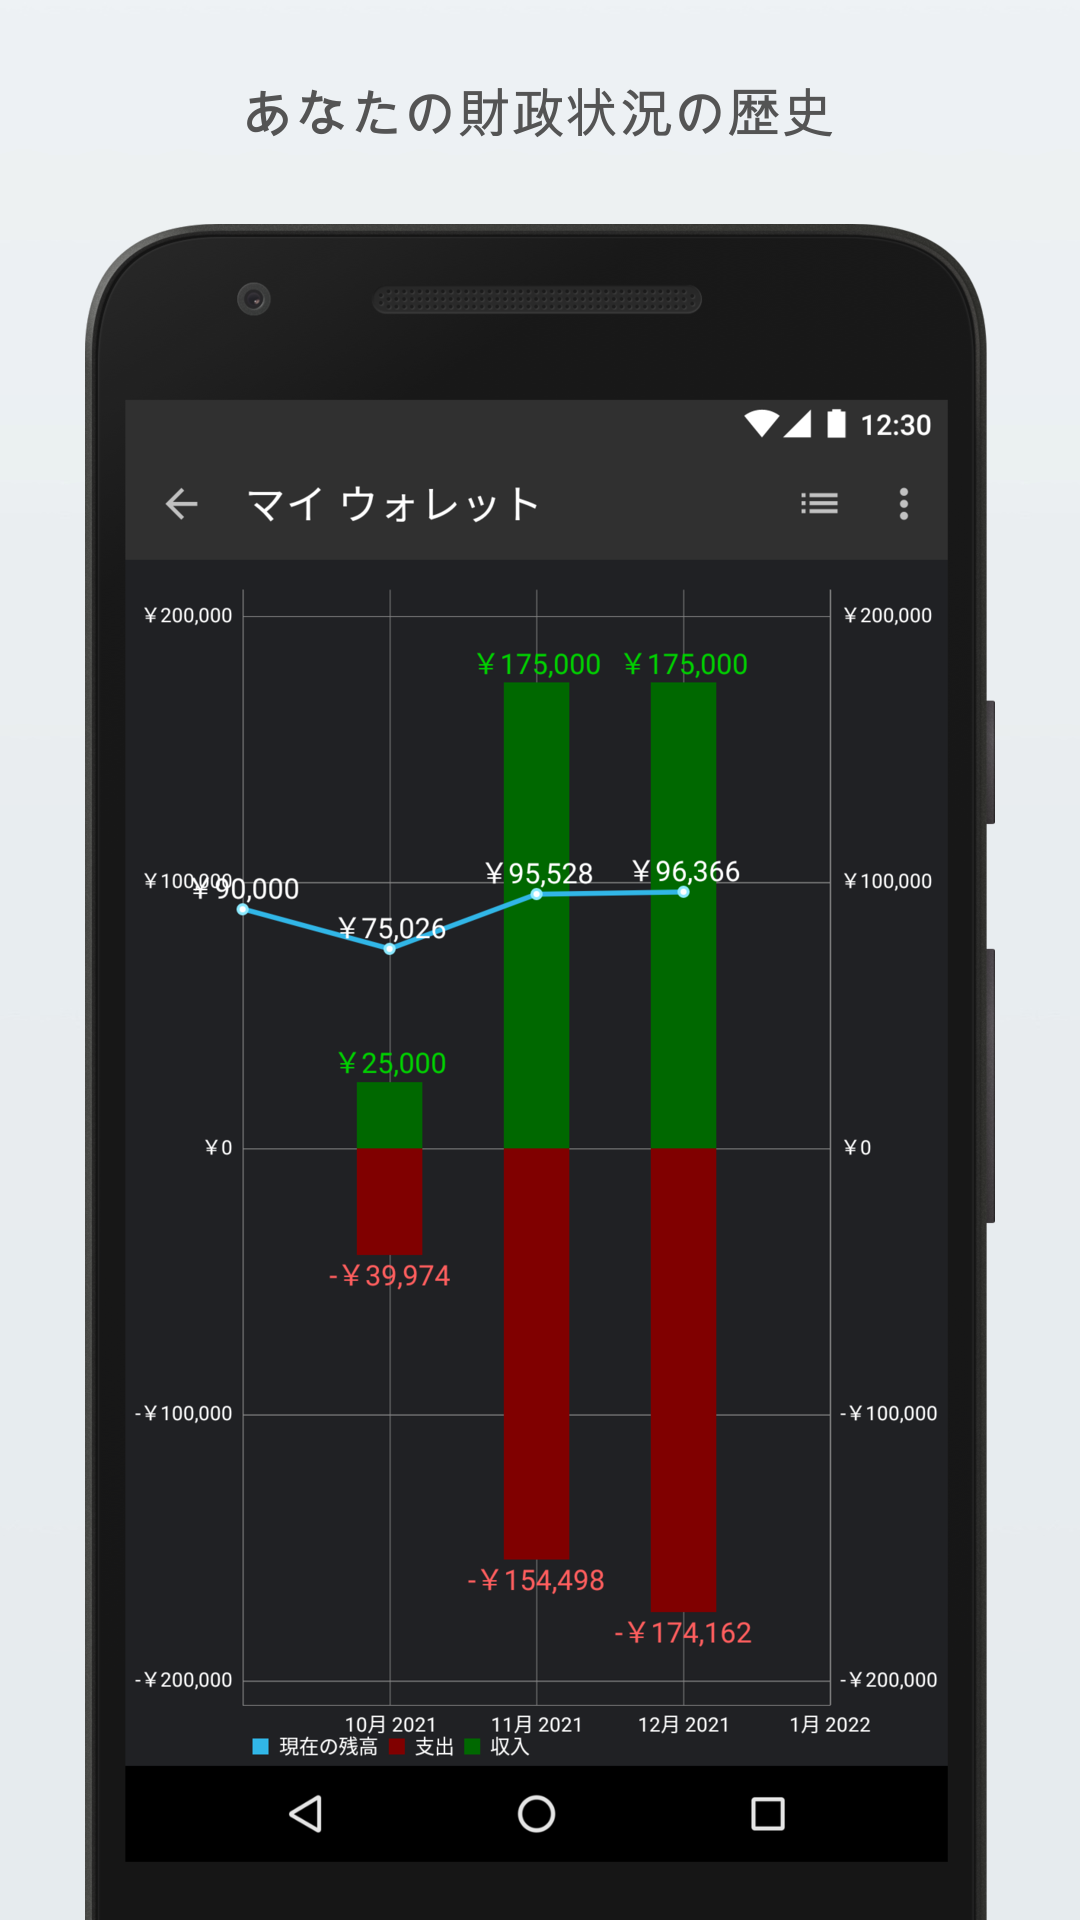 あなたの財政状況の歴史
12:30
マイ ウォレット
￥200,000 ￥200,000
￥175,000 ￥175,000
￥100,000 ￥100,000
￥90,000 ￥95,528 ￥96,366
￥75,026
￥25,000
￥0 ￥0
-￥39,974
-￥100,000 -￥100,000
-￥154,498
-￥174,162
-￥200,000 -￥200,000
10月 2021 11月 2021 12月 2021 1月 2022
現在の残高 支出 収入